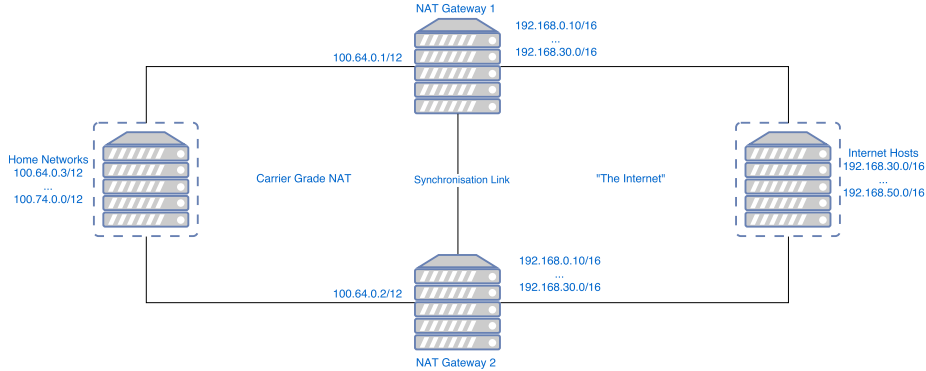 NAT Gateway 1
192.168.0.10/16
...
192.168.30.0/16
100.64.0.1/12
Home Networks
100.64.0.3/12
...
100.74.0.0/12
Carrier Grade NAT
Synchronisation Link
"The Internet"
Internet Hosts
192.168.30.0/16
...
192.168.50.0/16
100.64.0.2/12
192.168.0.10/16
...
192.168.30.0/16
NAT Gateway 2